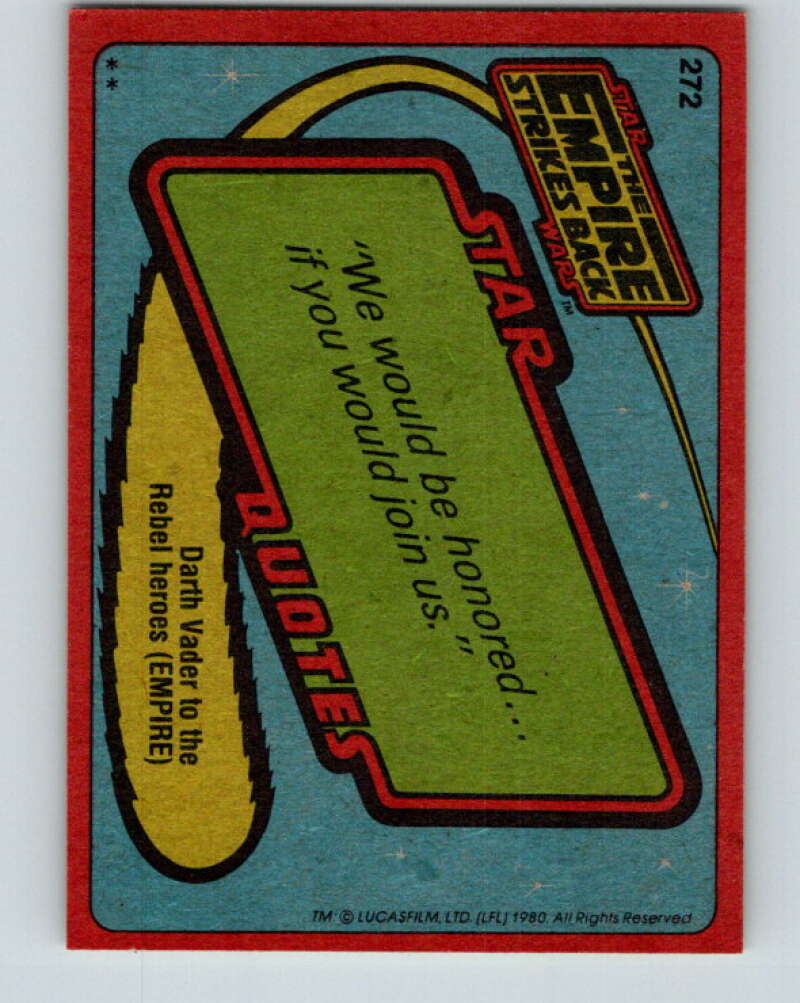 272
STAR
THE
EMPIRE
STRIKES BACK
WARS™
STAR
"We would be honored...
if you would join us."
QUOTES
Darth Vader to the
Rebel heroes (EMPIRE)
**
TM: © LUCASFILM, LTD. (LFL) 1980. All Rights Reserved